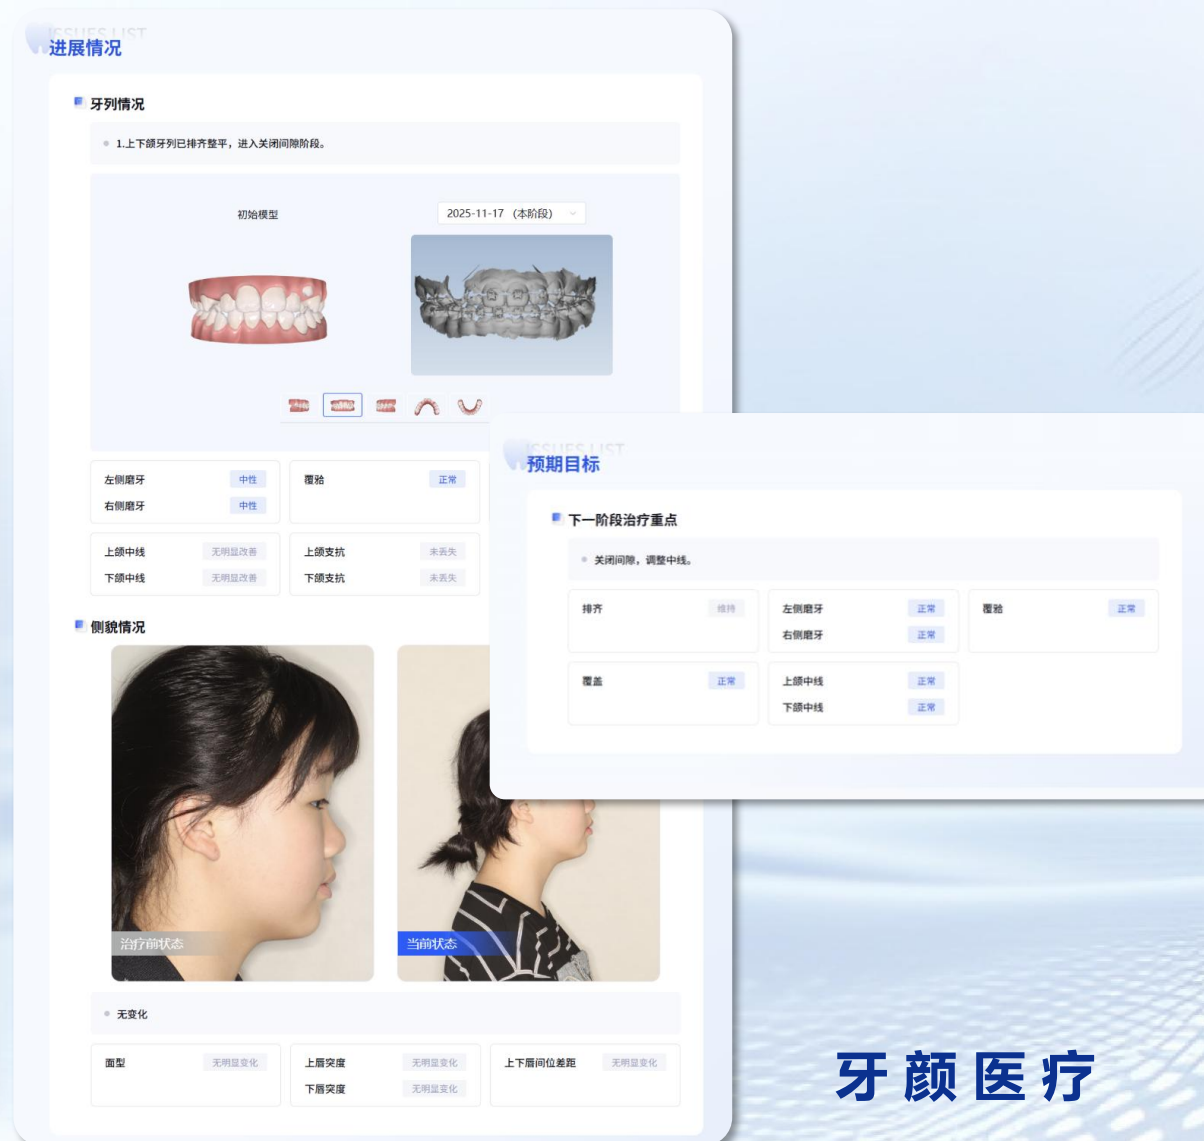 ISSUES LIST
进展情况
牙列情况
1.上下颌牙列已排齐整平，进入关闭间隙阶段。
初始模型
2025-11-17 (本阶段)
左侧磨牙 中性
右侧磨牙 中性
覆𬌗 正常
上颌中线 无明显改善
下颌中线 无明显改善
上颌支抗 未丢失
下颌支抗 未丢失
侧貌情况
治疗前状态
当前状态
无变化
面型 无明显变化
上唇突度 无明显变化
下唇突度 无明显变化
上下唇间位差距 无明显变化
ISSUES LIST
预期目标
下一阶段治疗重点
关闭间隙，调整中线。
排齐 维持
左侧磨牙 正常
右侧磨牙 正常
覆𬌗 正常
覆盖 正常
上颌中线 正常
下颌中线 正常
牙颜医疗